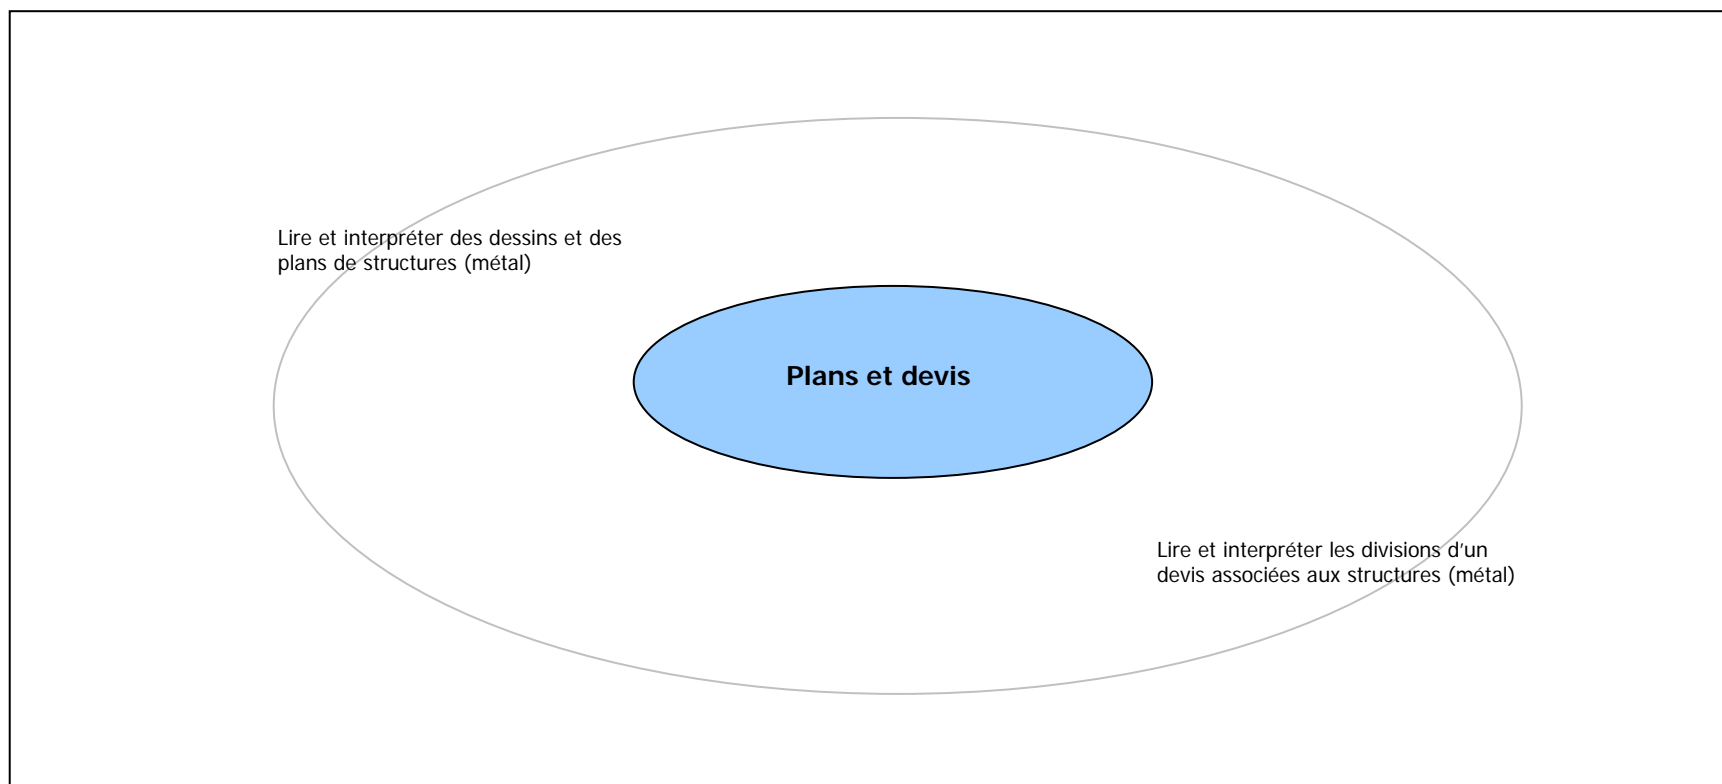 Lire et interpréter des dessins et des
plans de structures (métal)
Plans et devis
Lire et interpréter les divisions d’un
devis associées aux structures (métal)